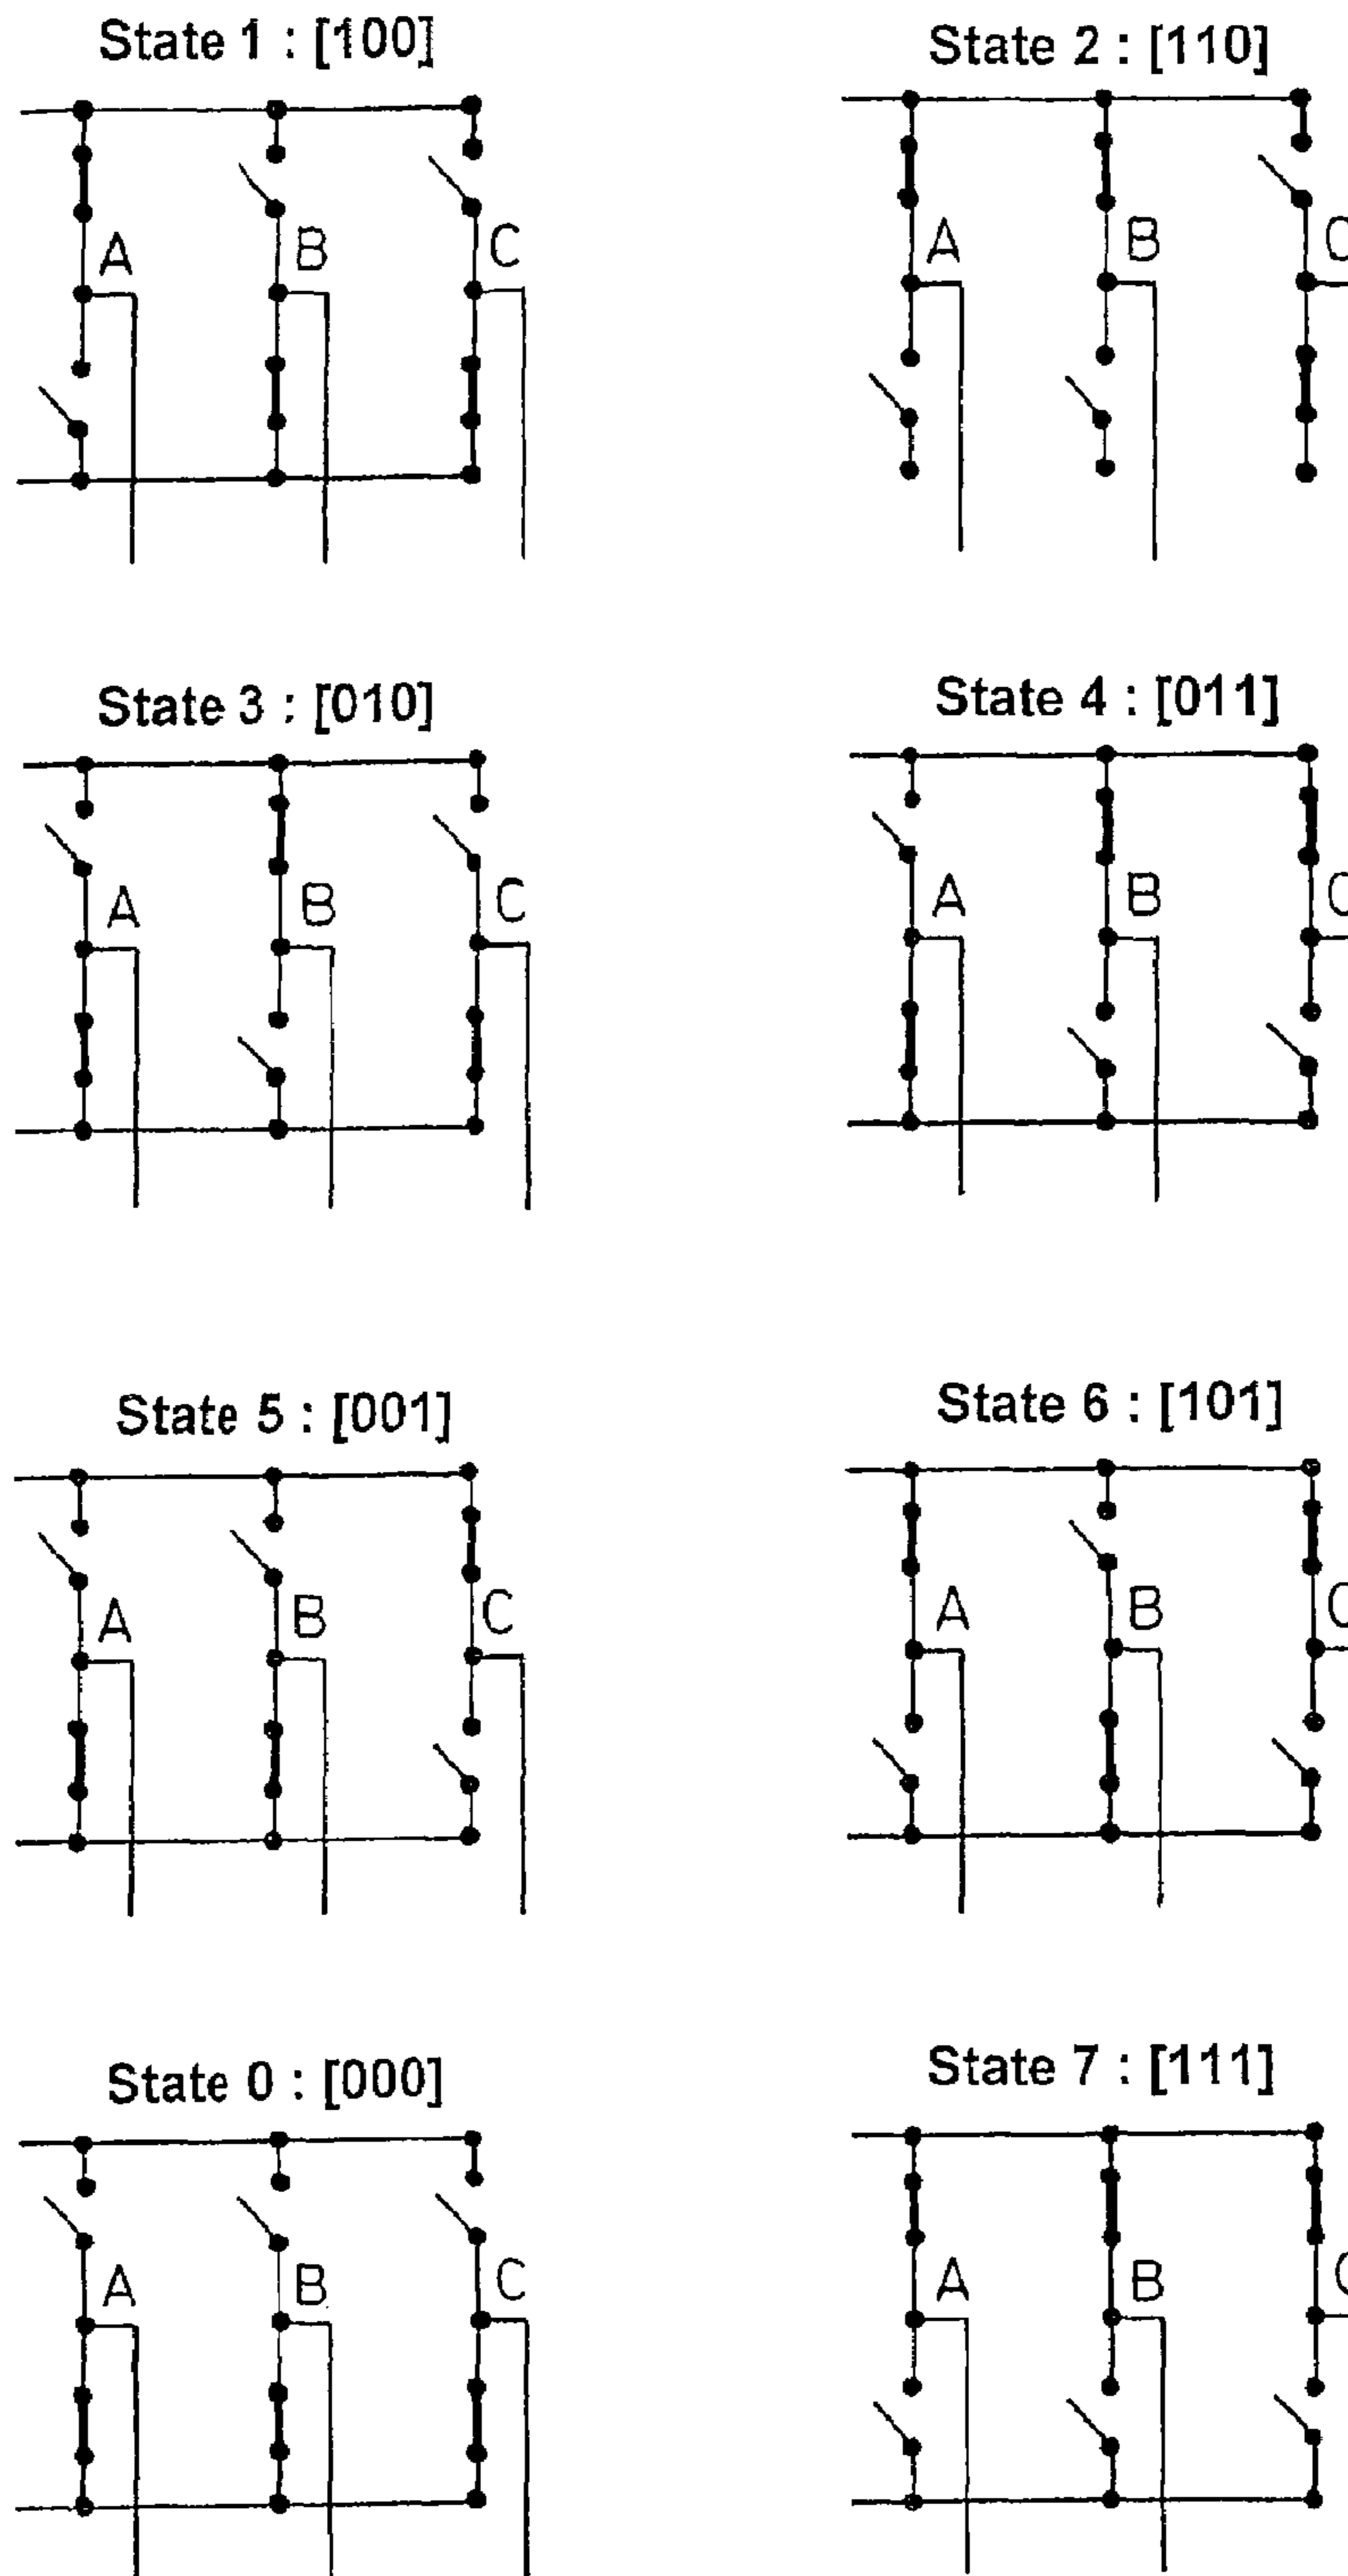 State 1 : [100]
State 2 : [110]
A B C
A B C
State 3 : [010]
State 4 : [011]
A B C
A B C
State 5 : [001]
State 6 : [101]
A B C
A B C
State 0 : [000]
State 7 : [111]
A B C
A B C